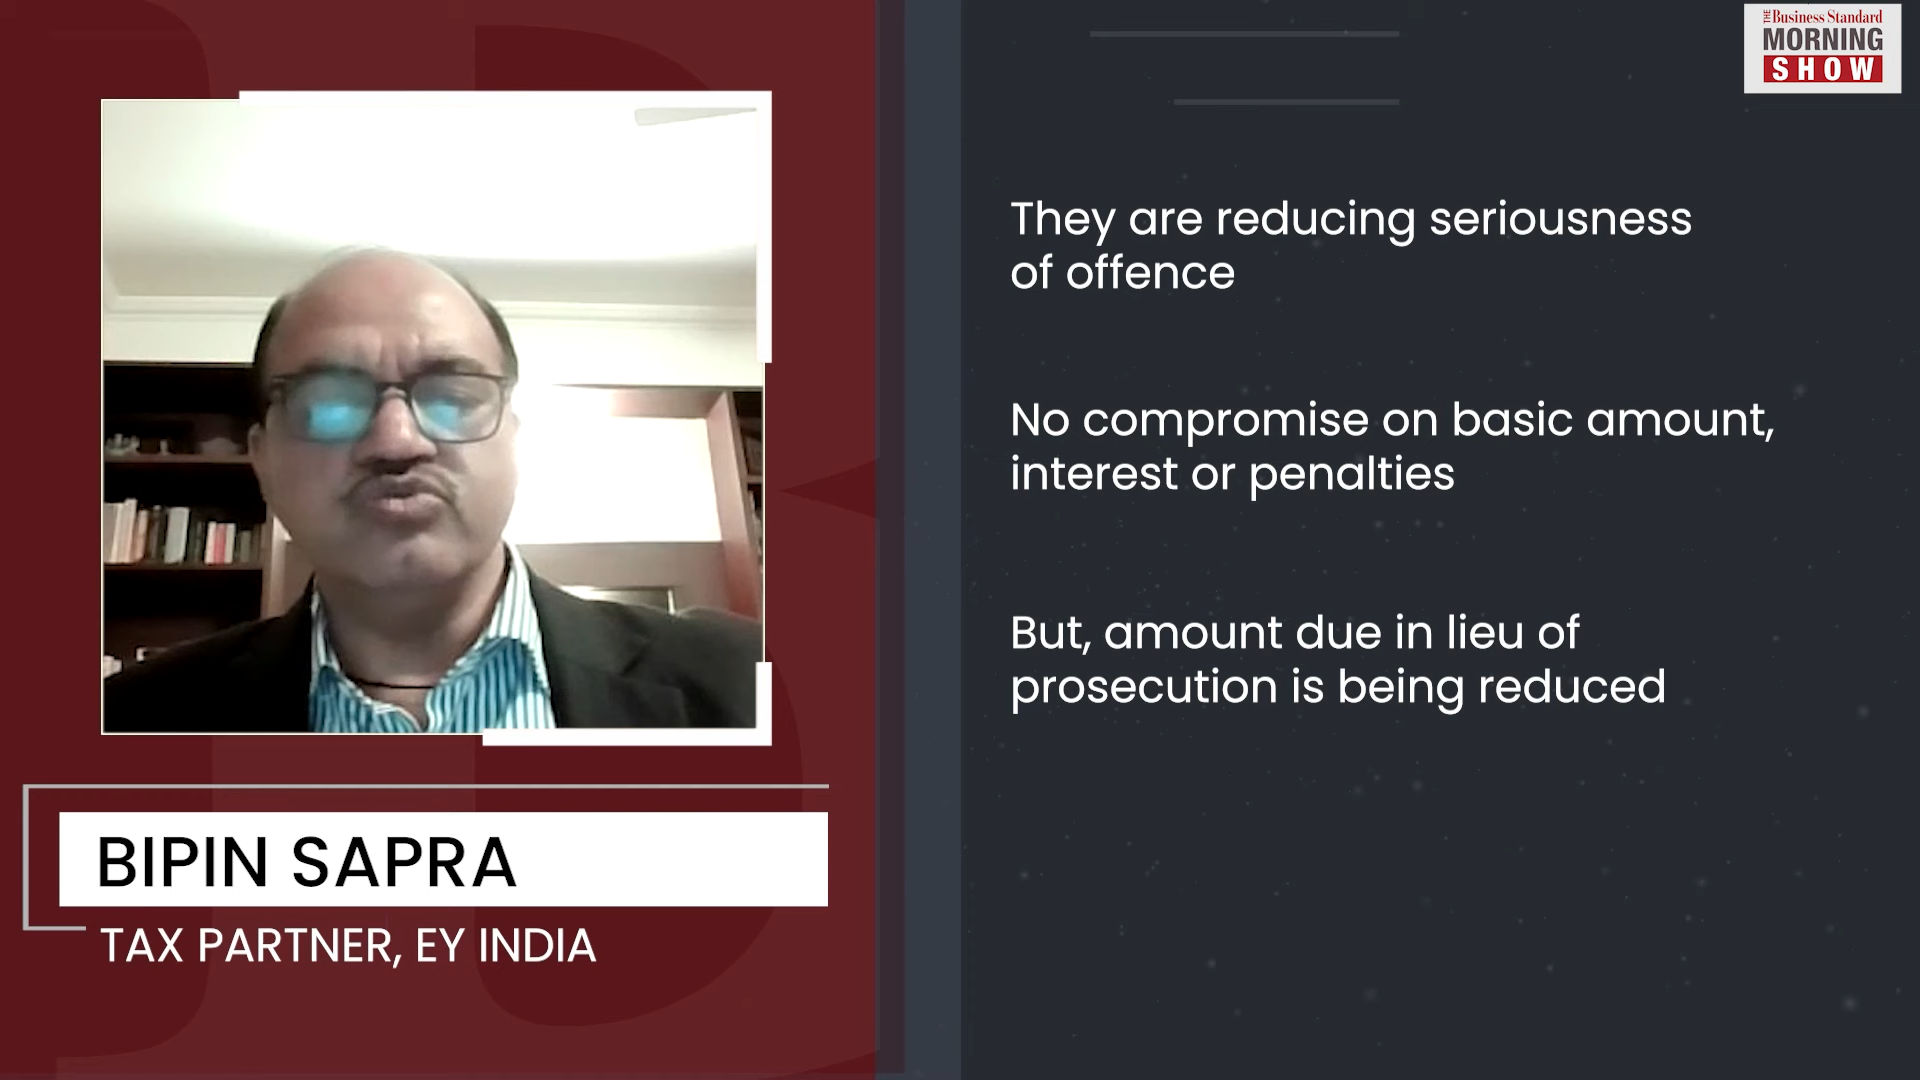 THE Business Standard
MORNING
SHOW
They are reducing seriousness
of offence
No compromise on basic amount,
interest or penalties
But, amount due in lieu of
prosecution is being reduced
BIPIN SAPRA
TAX PARTNER, EY INDIA